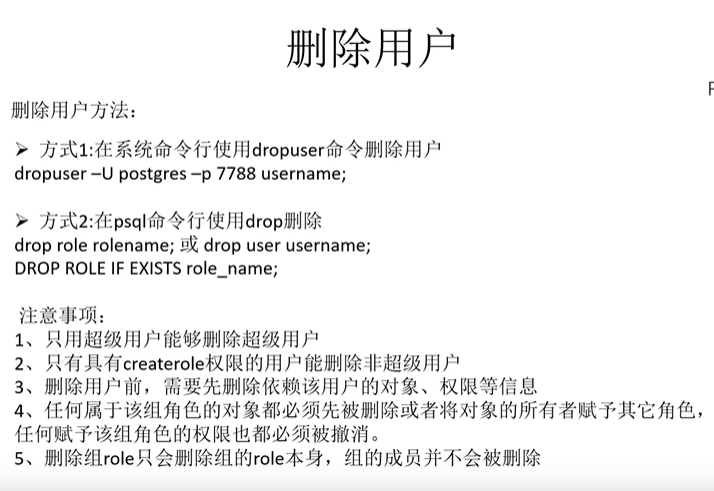 删除用户
删除用户方法：
➢ 方式1:在系统命令行使用dropuser命令删除用户
dropuser –U postgres –p 7788 username;
➢ 方式2:在psql命令行使用drop删除
drop role rolename; 或 drop user username;
DROP ROLE IF EXISTS role_name;
注意事项：
1、只用超级用户能够删除超级用户
2、只有具有createrole权限的用户能删除非超级用户
3、删除用户前，需要先删除依赖该用户的对象、权限等信息
4、任何属于该组角色的对象都必须先被删除或者将对象的所有者赋予其它角色，
任何赋予该组角色的权限也都必须被撤消。
5、删除组role只会删除组的role本身，组的成员并不会被删除